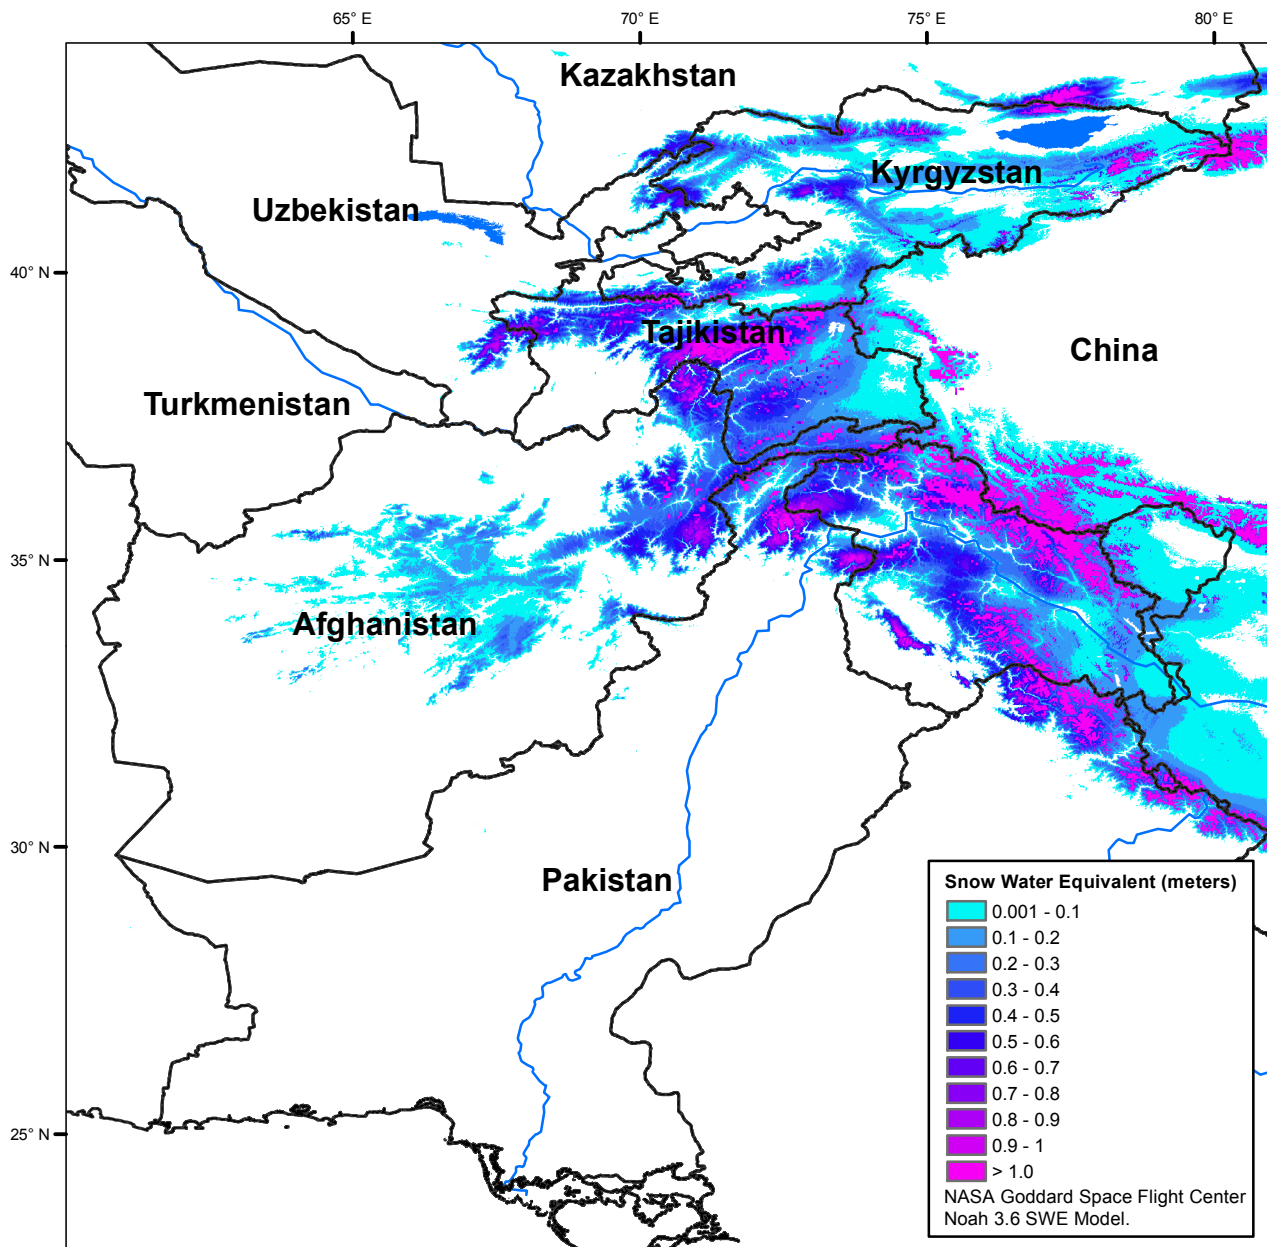 65° E
70° E
75° E
80° E
Kazakhstan
Kyrgyzstan
Uzbekistan
40° N
Tajikistan
China
Turkmenistan
35° N
Afghanistan
30° N
Pakistan
25° N
Snow Water Equivalent (meters)
0.001 - 0.1
0.1 - 0.2
0.2 - 0.3
0.3 - 0.4
0.4 - 0.5
0.5 - 0.6
0.6 - 0.7
0.7 - 0.8
0.8 - 0.9
0.9 - 1
> 1.0
NASA Goddard Space Flight Center
Noah 3.6 SWE Model.